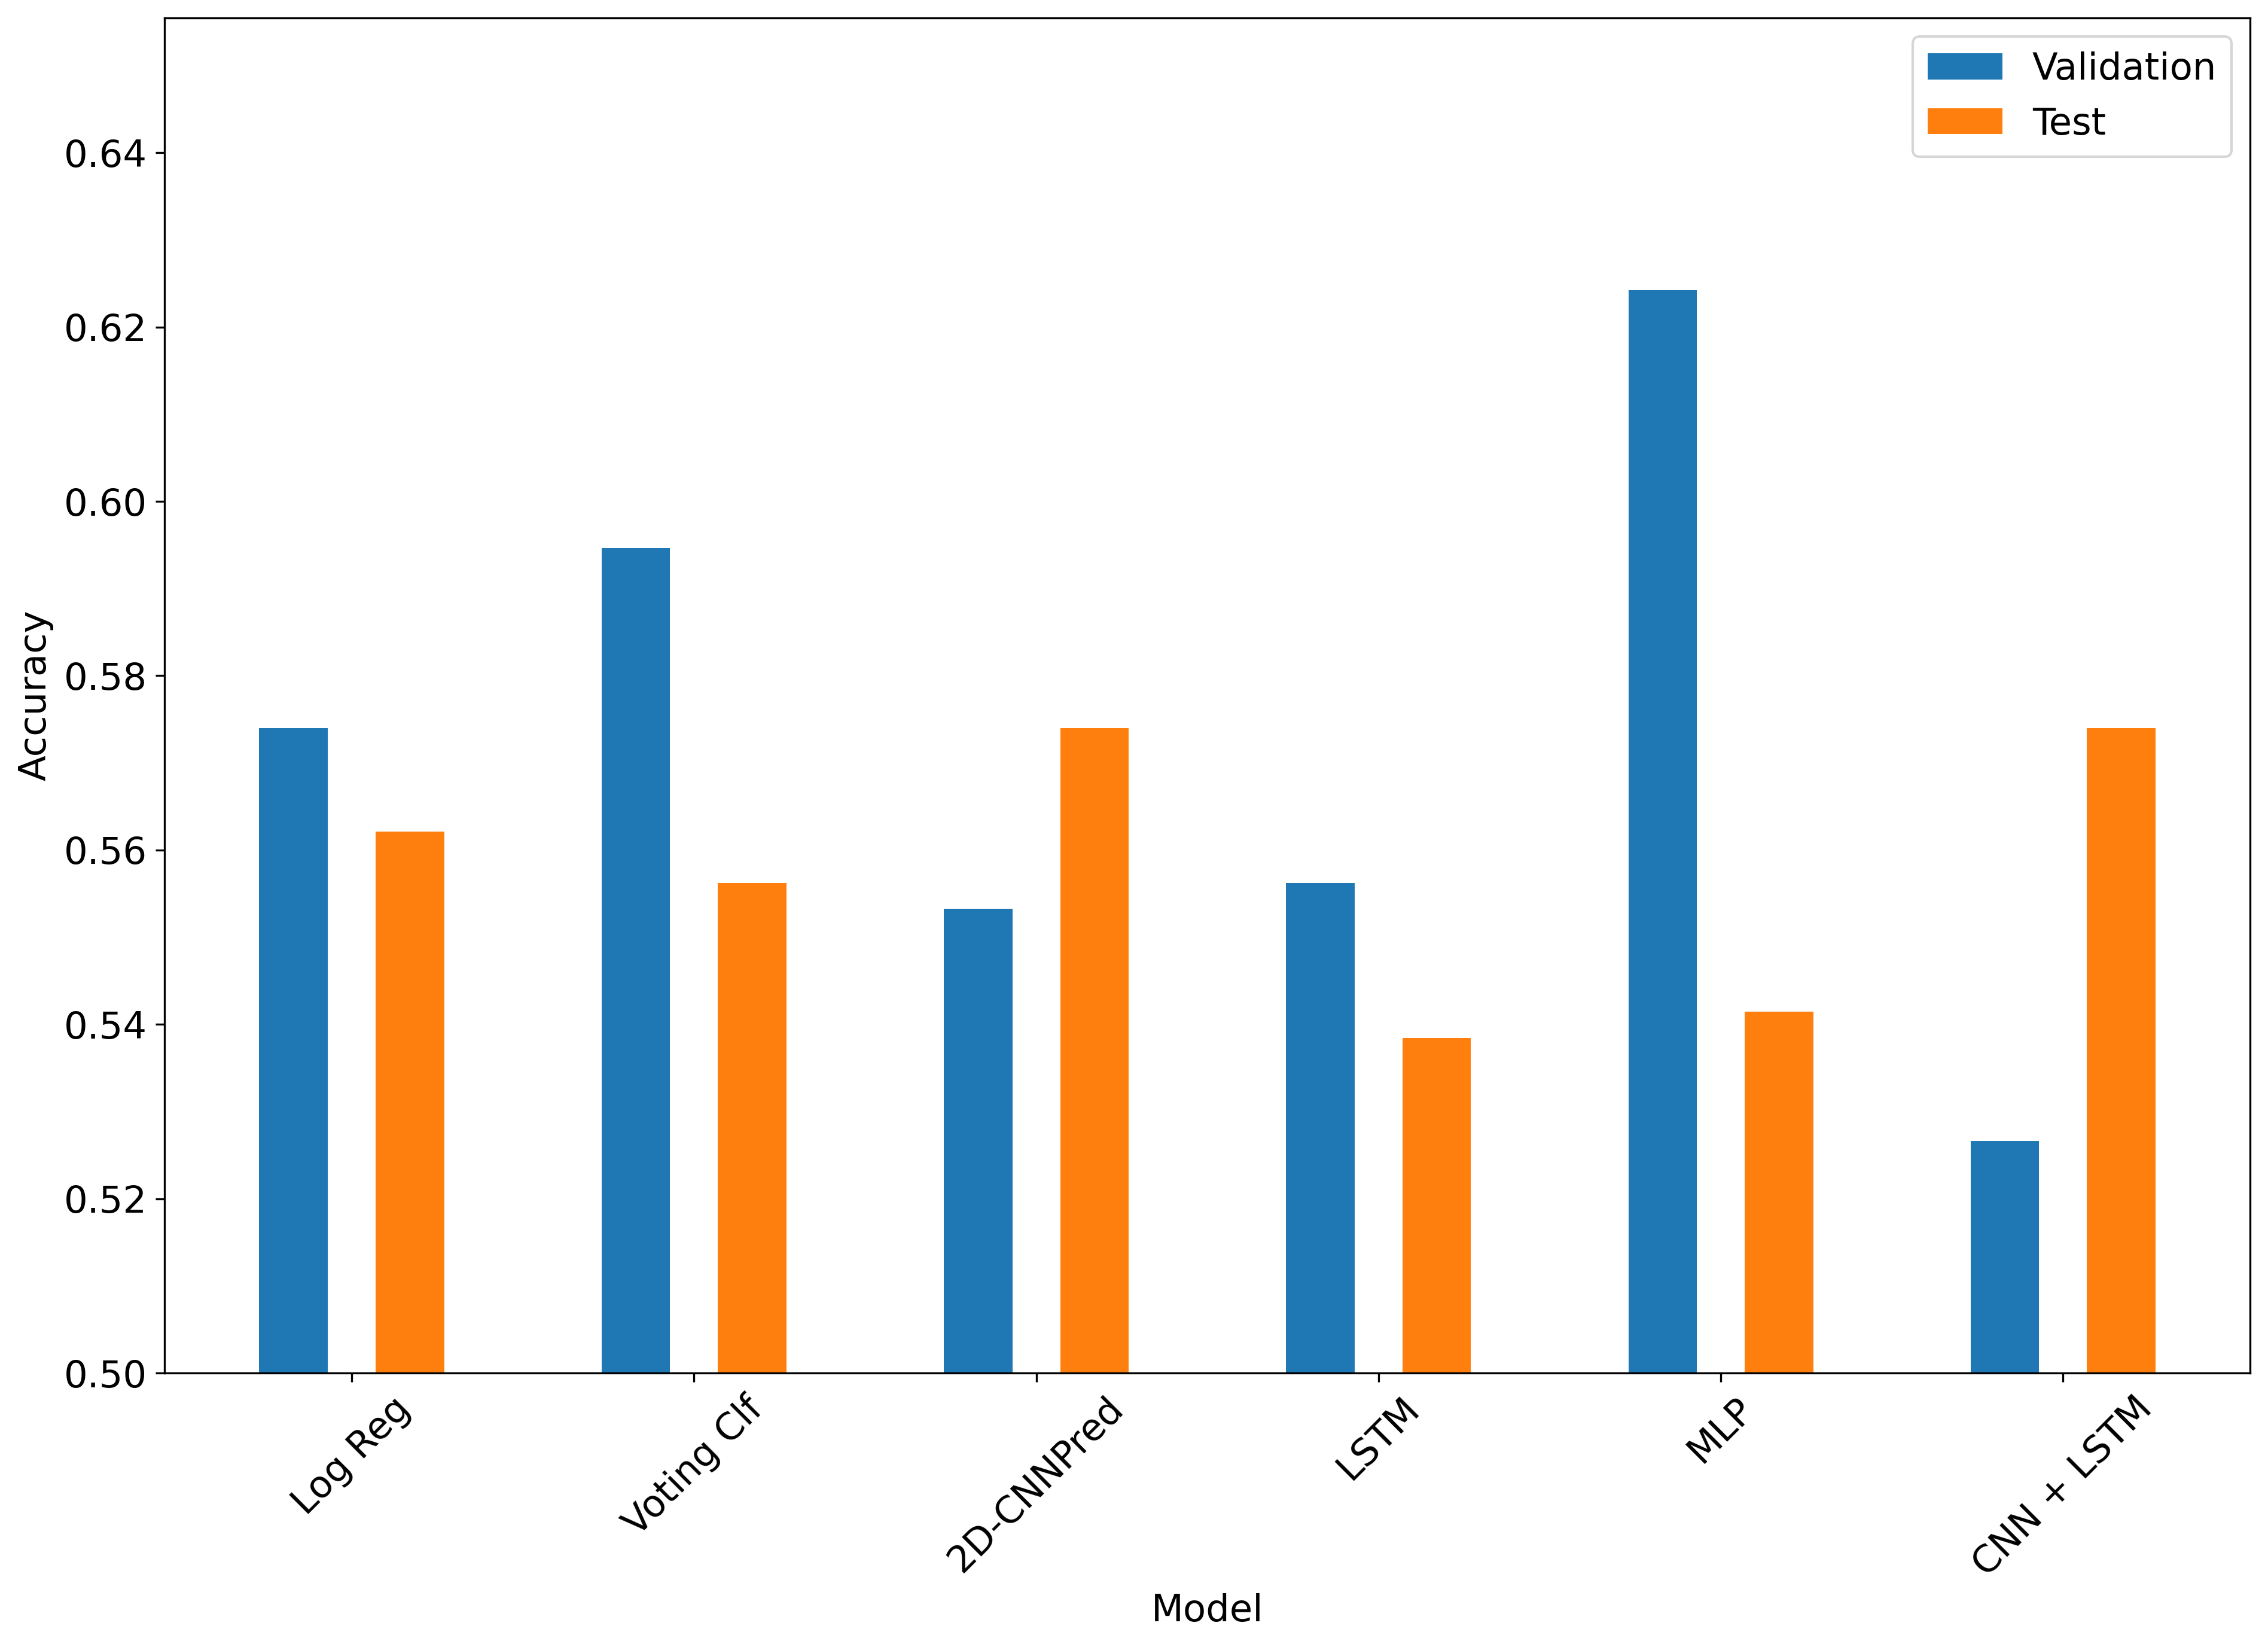 Validation
Test
0.64
0.62
0.60
0.58
0.56
0.54
0.52
0.50
Accuracy
Log Reg
Voting Clf
2D-CNNPred
LSTM
MLP
CNN + LSTM
Model